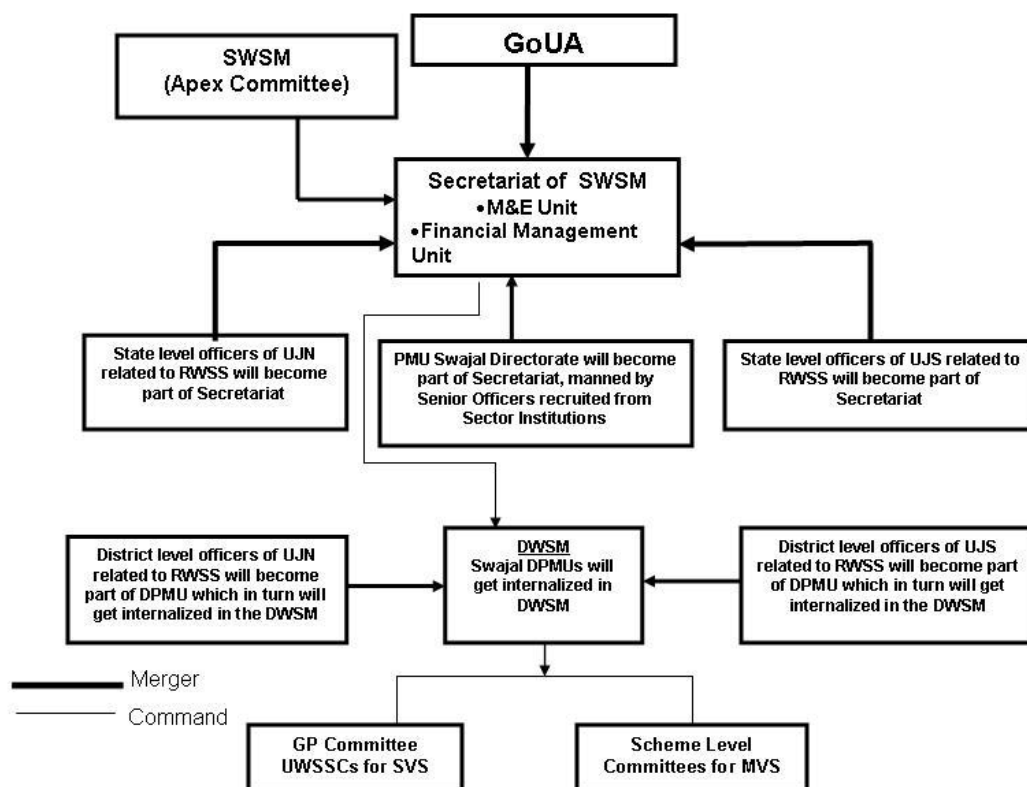 GoUA
SWSM
(Apex Committee)
Secretariat of SWSM
•M&E Unit
•Financial Management
Unit
State level officers of UJN
related to RWSS will become
part of Secretariat
PMU Swajal Directorate will become
part of Secretariat, manned by
Senior Officers recruited from
Sector Institutions
State level officers of UJS related to
RWSS will become part of
Secretariat
District level officers of UJN
related to RWSS will become
part of DPMU which in turn will
get internalized in the DWSM
DWSM
Swajal DPMUs will
get internalized in
DWSM
District level officers of UJS
related to RWSS will become part
of DPMU which in turn will get
internalized in the DWSM
Merger
Command
GP Committee
UWSSCs for SVS
Scheme Level
Committees for MVS